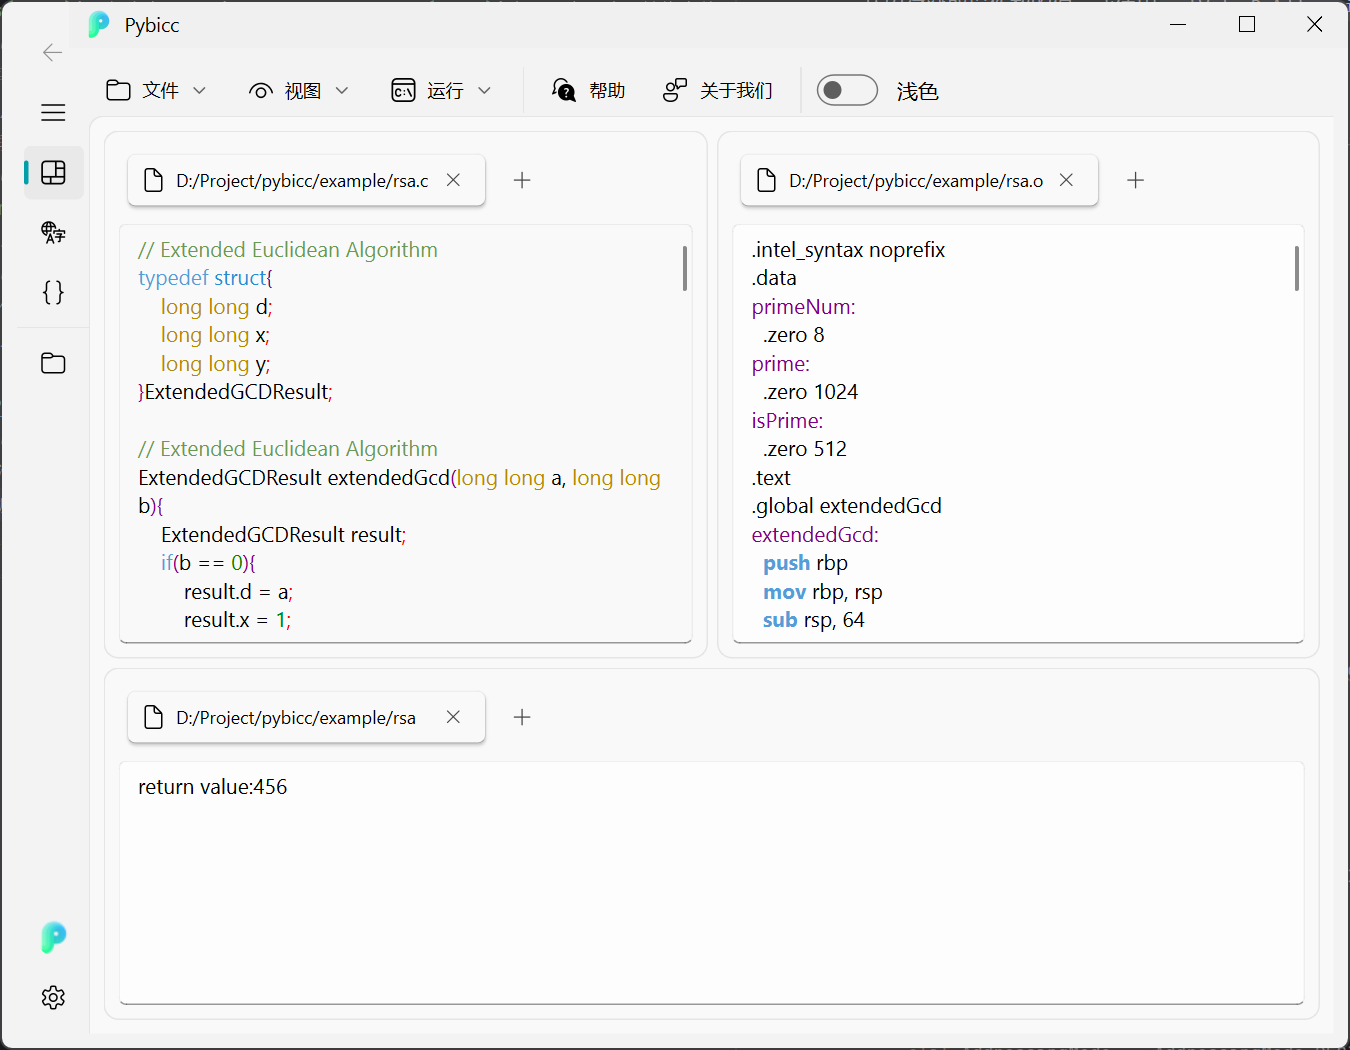 Pybicc
文件 视图 运行 帮助 关于我们 浅色
D:/Project/pybicc/example/rsa.c
// Extended Euclidean Algorithm
typedef struct{
    long long d;
    long long x;
    long long y;
}ExtendedGCDResult;

// Extended Euclidean Algorithm
ExtendedGCDResult extendedGcd(long long a, long long
b){
    ExtendedGCDResult result;
    if(b == 0){
        result.d = a;
        result.x = 1;
D:/Project/pybicc/example/rsa.o
.intel_syntax noprefix
.data
primeNum:
  .zero 8
prime:
  .zero 1024
isPrime:
  .zero 512
.text
.global extendedGcd
extendedGcd:
  push rbp
  mov rbp, rsp
  sub rsp, 64
D:/Project/pybicc/example/rsa
return value:456